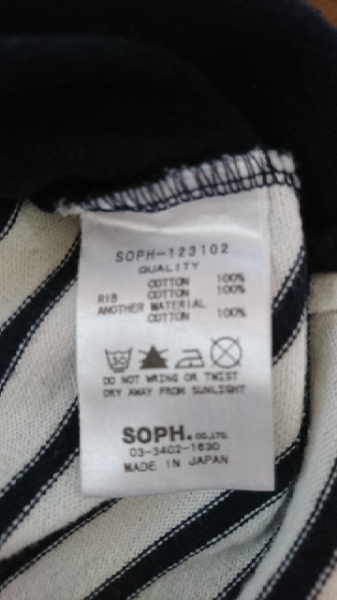 SOPH-123102
QUALITY
COTTON 100%
RIB COTTON 100%
ANOTHER MATERIAL
COTTON 100%
DO NOT WRING OR TWIST
DRY AWAY FROM SUNLIGHT
SOPH. CO.,LTD.
03-3402-1630
MADE IN JAPAN